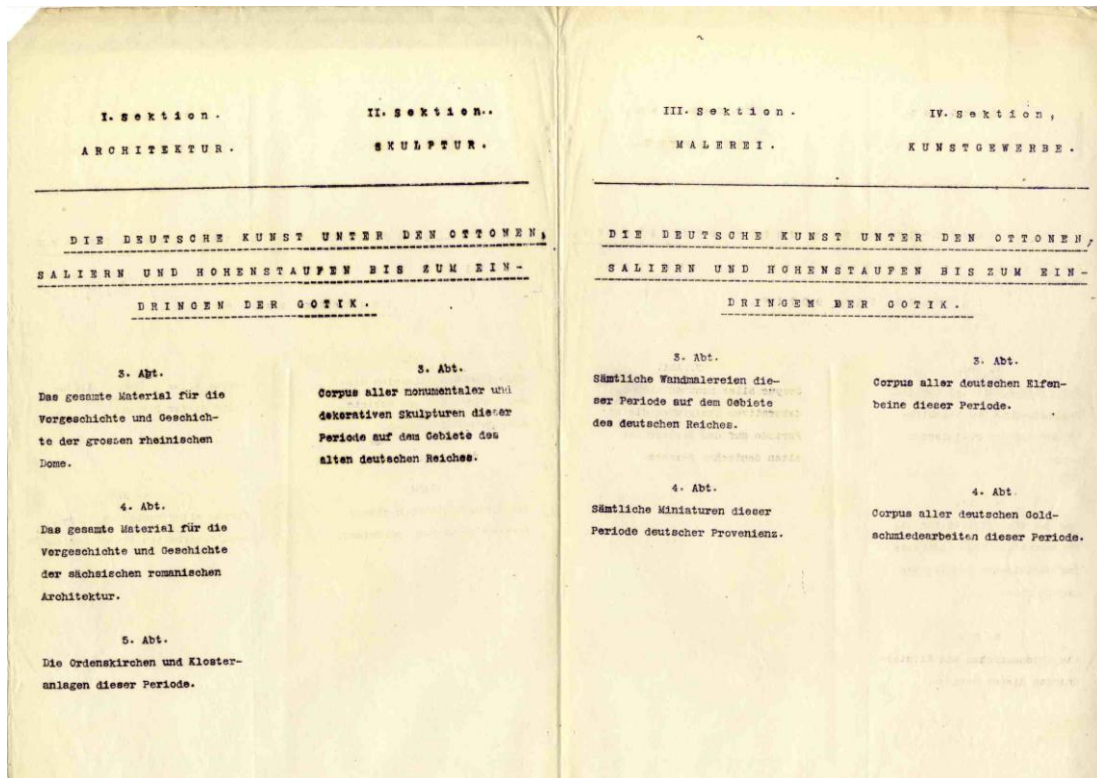 I. Sektion.
ARCHITEKTUR.
II. Sektion..
SKULPTUR.
DIE DEUTSCHE KUNST UNTER DEN OTTONEN,
SALIERN UND HOHENSTAUFEN BIS ZUM EIN-
DRINGEN DER GOTIK.
3. Abt.
Das gesamte Material für die
Vorgeschichte und Geschich-
te der grossen rheinischen
Dome.
4. Abt.
Das gesamte Material für die
Vorgeschichte und Geschichte
der sächsischen romanischen
Architektur.
5. Abt.
Die Ordenskirchen und Kloster-
anlagen dieser Periode.
3. Abt.
Corpus aller monumentaler und
dekorativen Skulpturen dieser
Periode auf dem Gebiete des
alten deutschen Reiches.
III. Sektion.
MALEREI.
IV. Sektion,
KUNSTGEWERBE.
DIE DEUTSCHE KUNST UNTER DEN OTTONEN,
SALIERN UND HOHENSTAUFEN BIS ZUM EIN-
DRINGEN DER GOTIK.
3. Abt.
Sämtliche Wandmalereien die-
ser Periode auf dem Gebiete
des deutschen Reiches.
4. Abt.
Sämtliche Miniaturen dieser
Periode deutscher Provenienz.
3. Abt.
Corpus aller deutschen Elfen-
beine dieser Periode.
4. Abt.
Corpus aller deutschen Gold-
schmiedearbeiten dieser Periode.